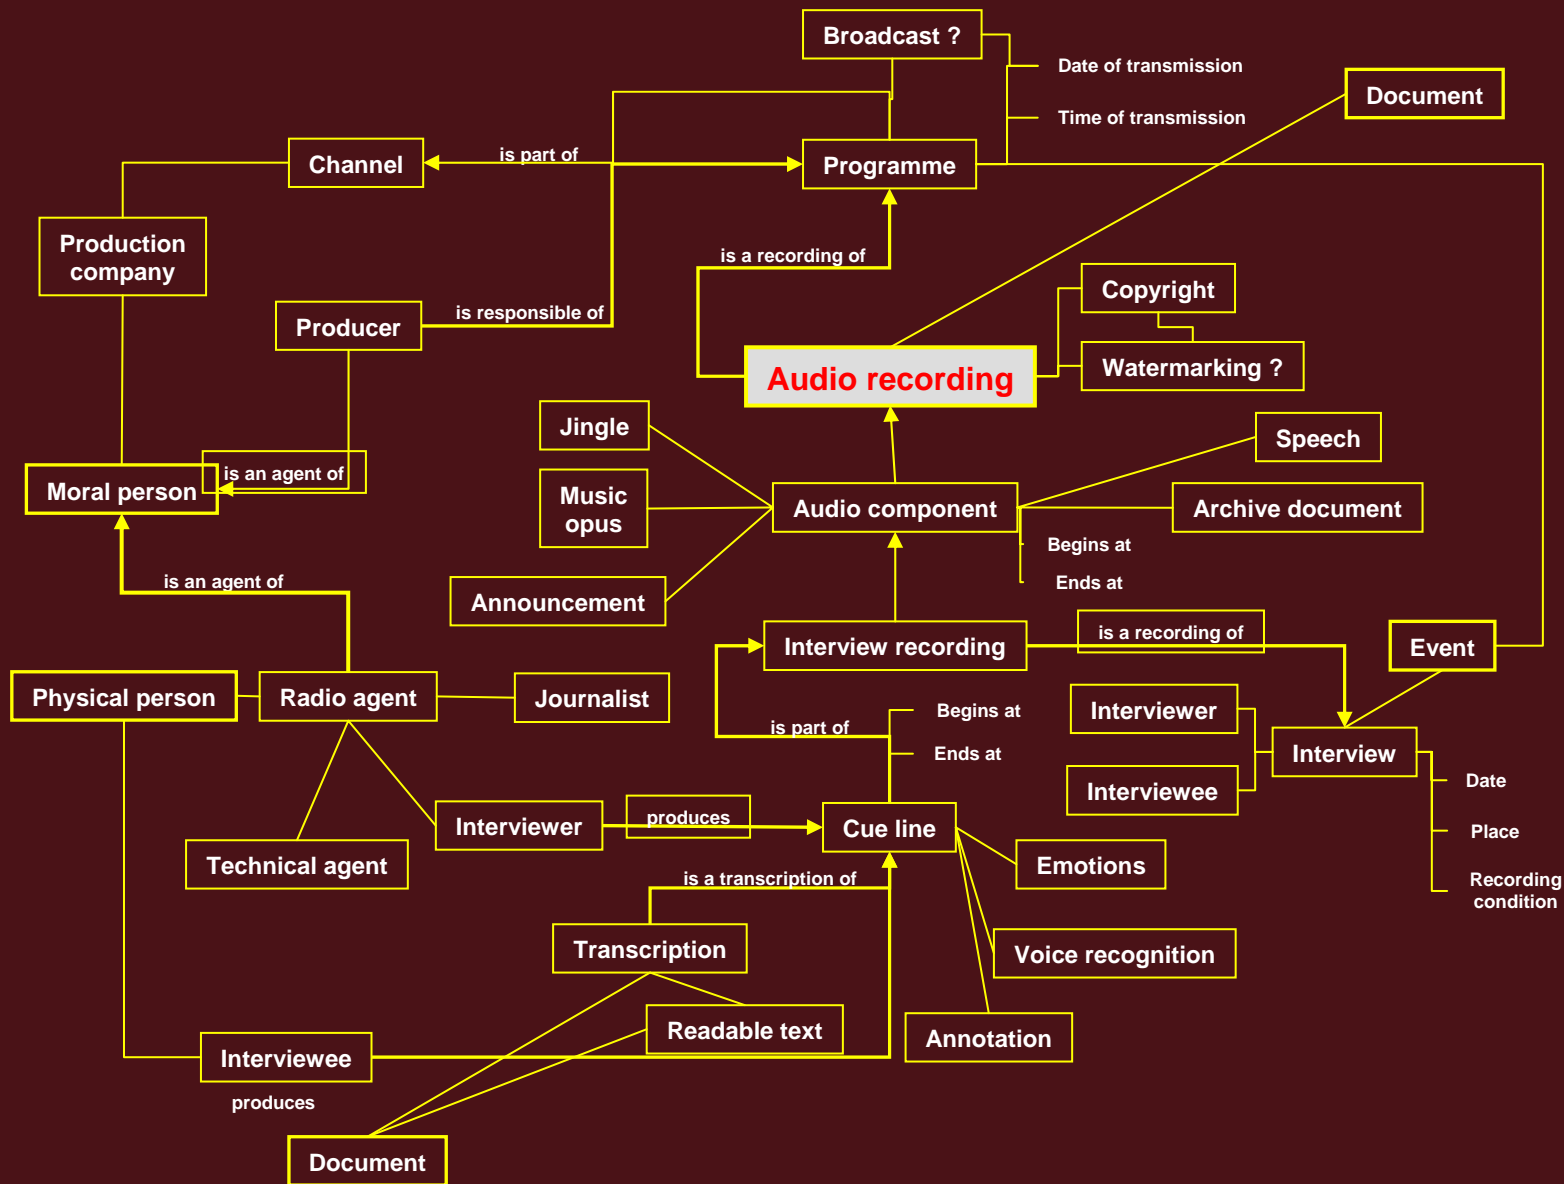 Broadcast ?
Date of transmission
Document
Time of transmission
Channel
is part of
Programme
Production
company
is a recording of
Copyright
Producer
is responsible of
Watermarking ?
Audio recording
Jingle
Speech
is an agent of
Moral person
Music
opus
Audio component
Archive document
Begins at
Ends at
is an agent of
Announcement
Interview recording
is a recording of
Event
Physical person
Radio agent
Journalist
Begins at
Interviewer
is part of
Ends at
Interview
Interviewee
Date
Interviewer
produces
Cue line
Place
Technical agent
Emotions
is a transcription of
Recording
condition
Transcription
Voice recognition
Readable text
Annotation
Interviewee
produces
Document